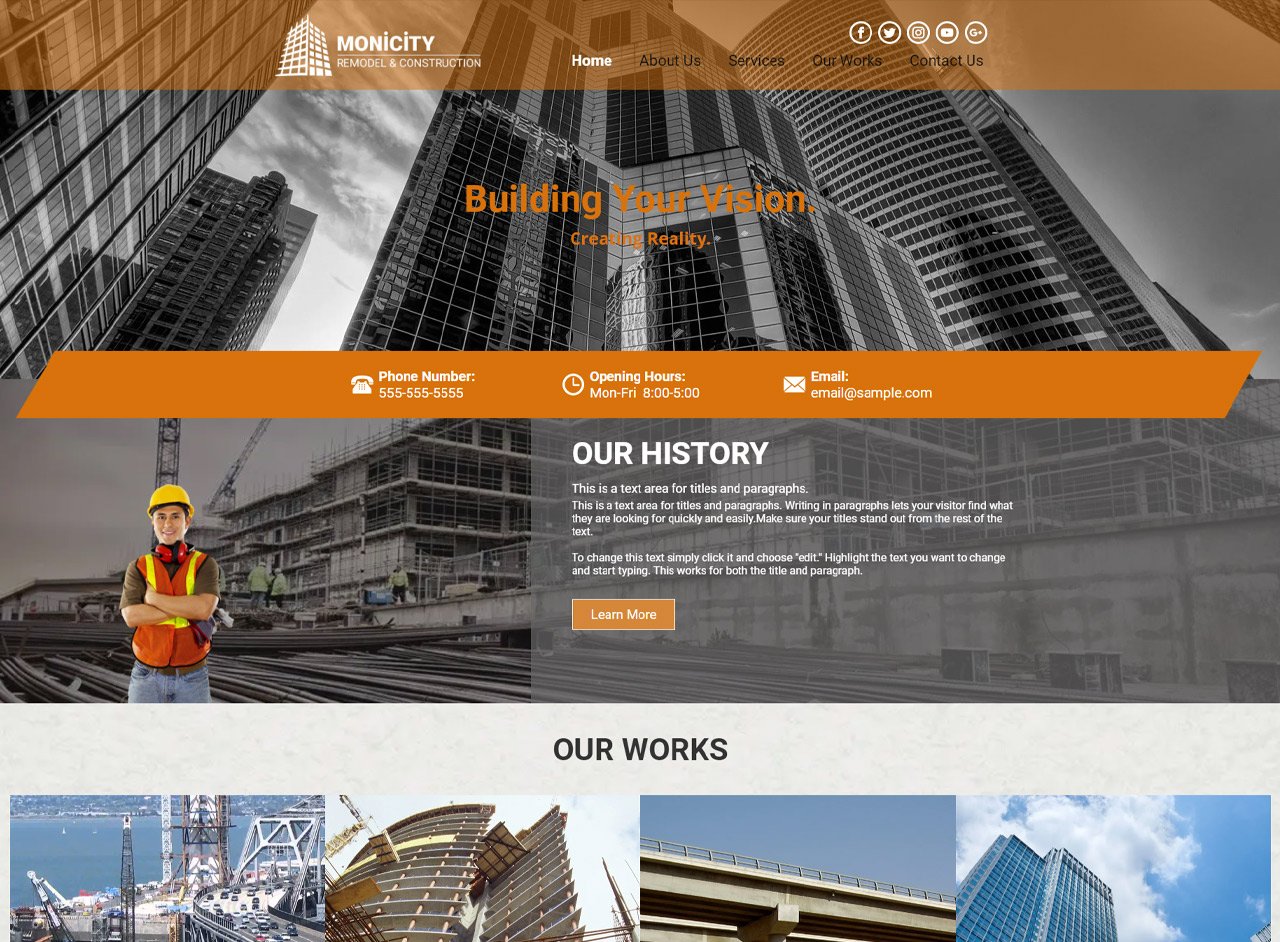 MONiCiTY
REMODEL & CONSTRUCTION
Home About Us Services Our Works Contact Us
Building Your Vision.
Creating Reality.
Phone Number:
555-555-5555
Opening Hours:
Mon-Fri 8:00-5:00
Email:
email@sample.com
OUR HISTORY
This is a text area for titles and paragraphs.
This is a text area for titles and paragraphs. Writing in paragraphs lets your visitor find what
they are looking for quickly and easily.Make sure your titles stand out from the rest of the
text.
To change this text simply click it and choose "edit." Highlight the text you want to change
and start typing. This works for both the title and paragraph.
Learn More
OUR WORKS